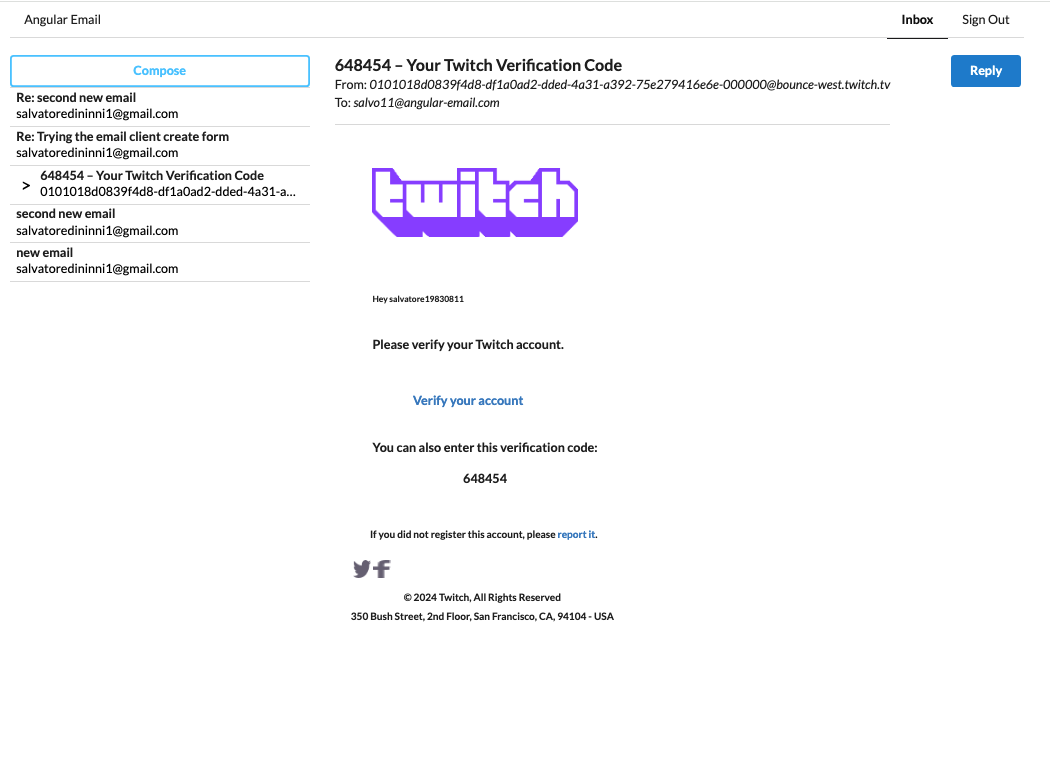 Angular Email
Inbox
Sign Out
Compose
Re: second new email
salvatoredininni1@gmail.com
Re: Trying the email client create form
salvatoredininni1@gmail.com
>
648454 – Your Twitch Verification Code
0101018d0839f4d8-df1a0ad2-dded-4a31-a...
second new email
salvatoredininni1@gmail.com
new email
salvatoredininni1@gmail.com
648454 – Your Twitch Verification Code
From: 0101018d0839f4d8-df1a0ad2-dded-4a31-a392-75e279416e6e-000000@bounce-west.twitch.tv
To: salvo11@angular-email.com
Reply
twitch
Hey salvatore19830811
Please verify your Twitch account.
Verify your account
You can also enter this verification code:
648454
If you did not register this account, please report it.
© 2024 Twitch, All Rights Reserved
350 Bush Street, 2nd Floor, San Francisco, CA, 94104 - USA